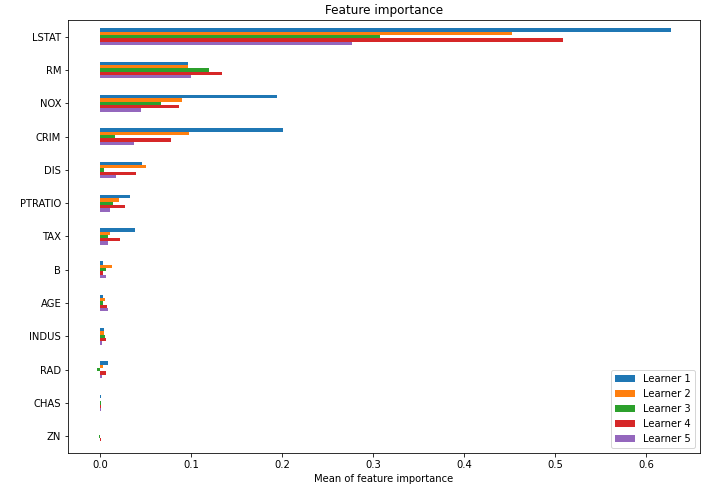 Feature importance
LSTAT
RM
NOX
CRIM
DIS
PTRATIO
TAX
B
AGE
INDUS
RAD
CHAS
ZN
Learner 1
Learner 2
Learner 3
Learner 4
Learner 5
0.0 0.1 0.2 0.3 0.4 0.5 0.6
Mean of feature importance